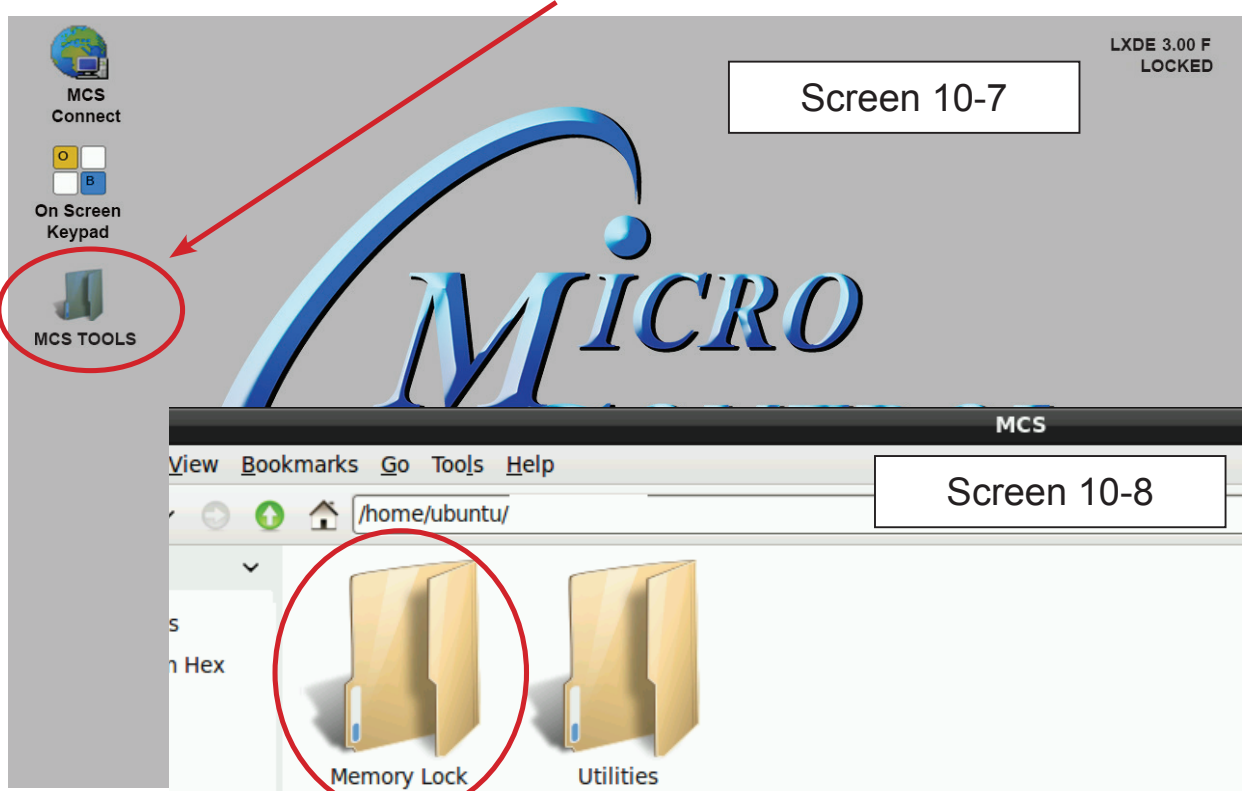 MCS
Connect
O
B
On Screen
Keypad
MCS TOOLS
LXDE 3.00 F
LOCKED
Screen 10-7
MICRO
MCS
View Bookmarks Go Tools Help
Screen 10-8
/home/ubuntu/
s
n Hex
Memory Lock
Utilities